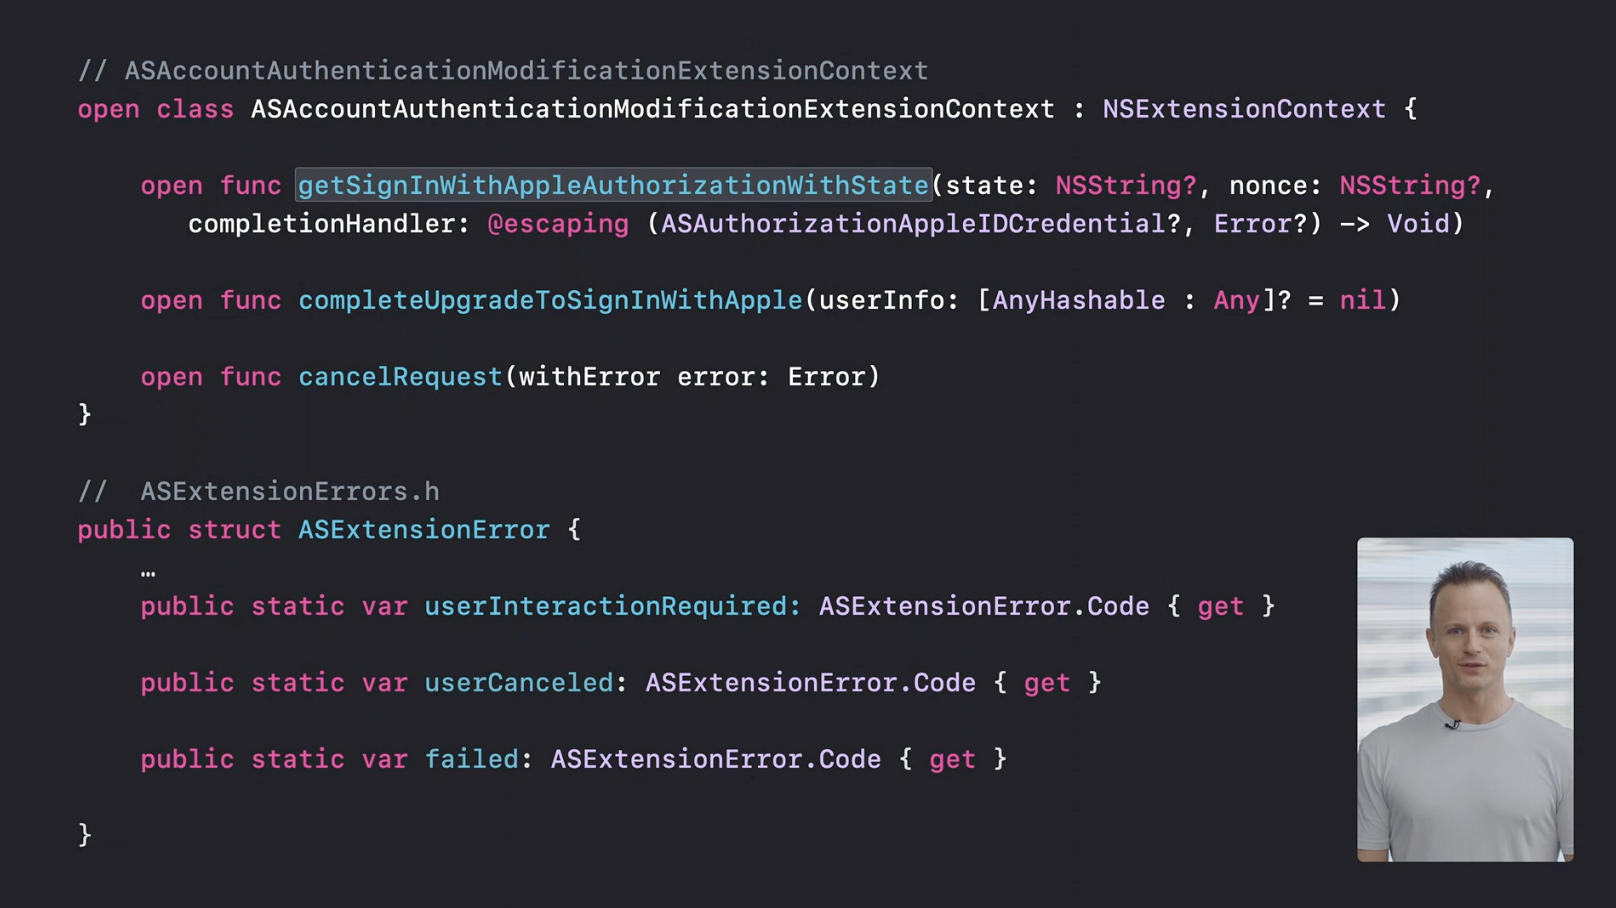 // ASAccountAuthenticationModificationExtensionContext
open class ASAccountAuthenticationModificationExtensionContext : NSExtensionContext {
open func getSignInWithAppleAuthorizationWithState(state: NSString?, nonce: NSString?,
completionHandler: @escaping (ASAuthorizationAppleIDCredential?, Error?) -> Void)
open func completeUpgradeToSignInWithApple(userInfo: [AnyHashable : Any]? = nil)
open func cancelRequest(withError error: Error)
}
// ASExtensionErrors.h
public struct ASExtensionError {
…
public static var userInteractionRequired: ASExtensionError.Code { get }
public static var userCanceled: ASExtensionError.Code { get }
public static var failed: ASExtensionError.Code { get }
}